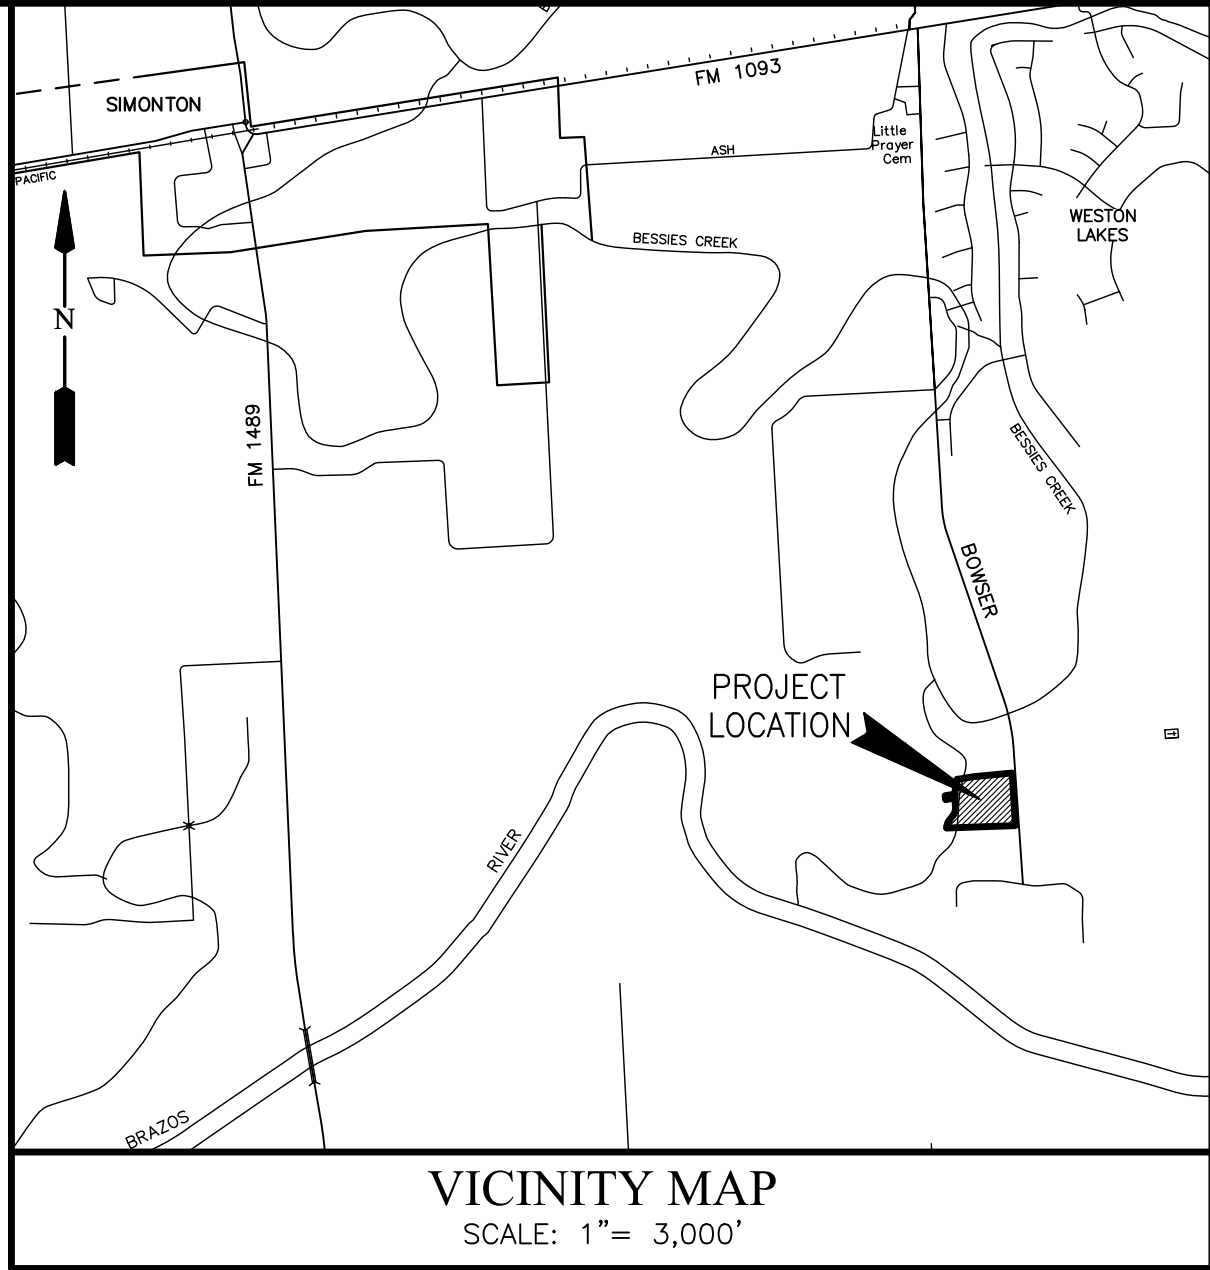 FM 1093
SIMONTON
Little
Prayer
Cem
ASH
PACIFIC
WESTON
LAKES
BESSIES CREEK
N
FM 1489
BESSIES CREEK
BOWSER
PROJECT
LOCATION
RIVER
BRAZOS
VICINITY MAP
SCALE: 1”= 3,000’